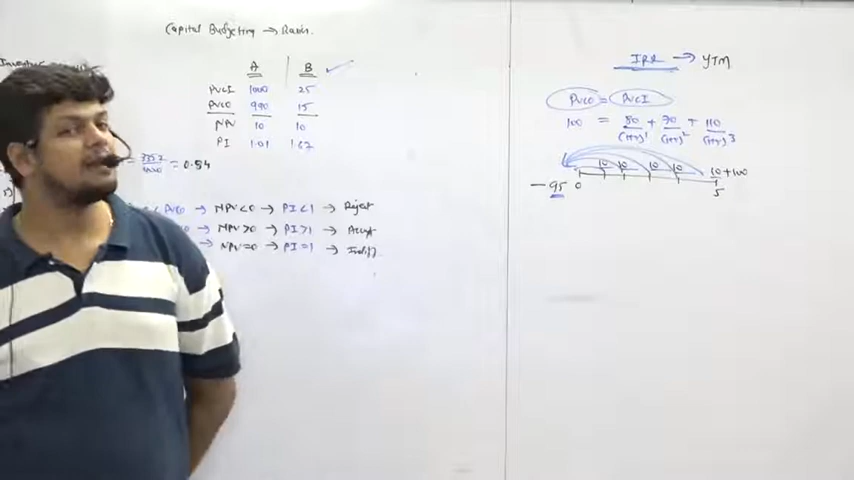 Capital Budgeting → Rabin.
A B
PVCI 1000 25
PVCO 990 15
NPV 10 10
PI 1.01 1.67
= 0.84
→ NPV<0 → PI<1 → Reject
→ NPV>0 → PI>1 → Accept
→ NPV=0 → PI=1 → Indiff
IRR → YTM
PVCO = PVCI
100 = 80/(1+r)^1 + 70/(1+r)^2 + 110/(1+r)^3
10 10 10 10 10+100
-95 0 5